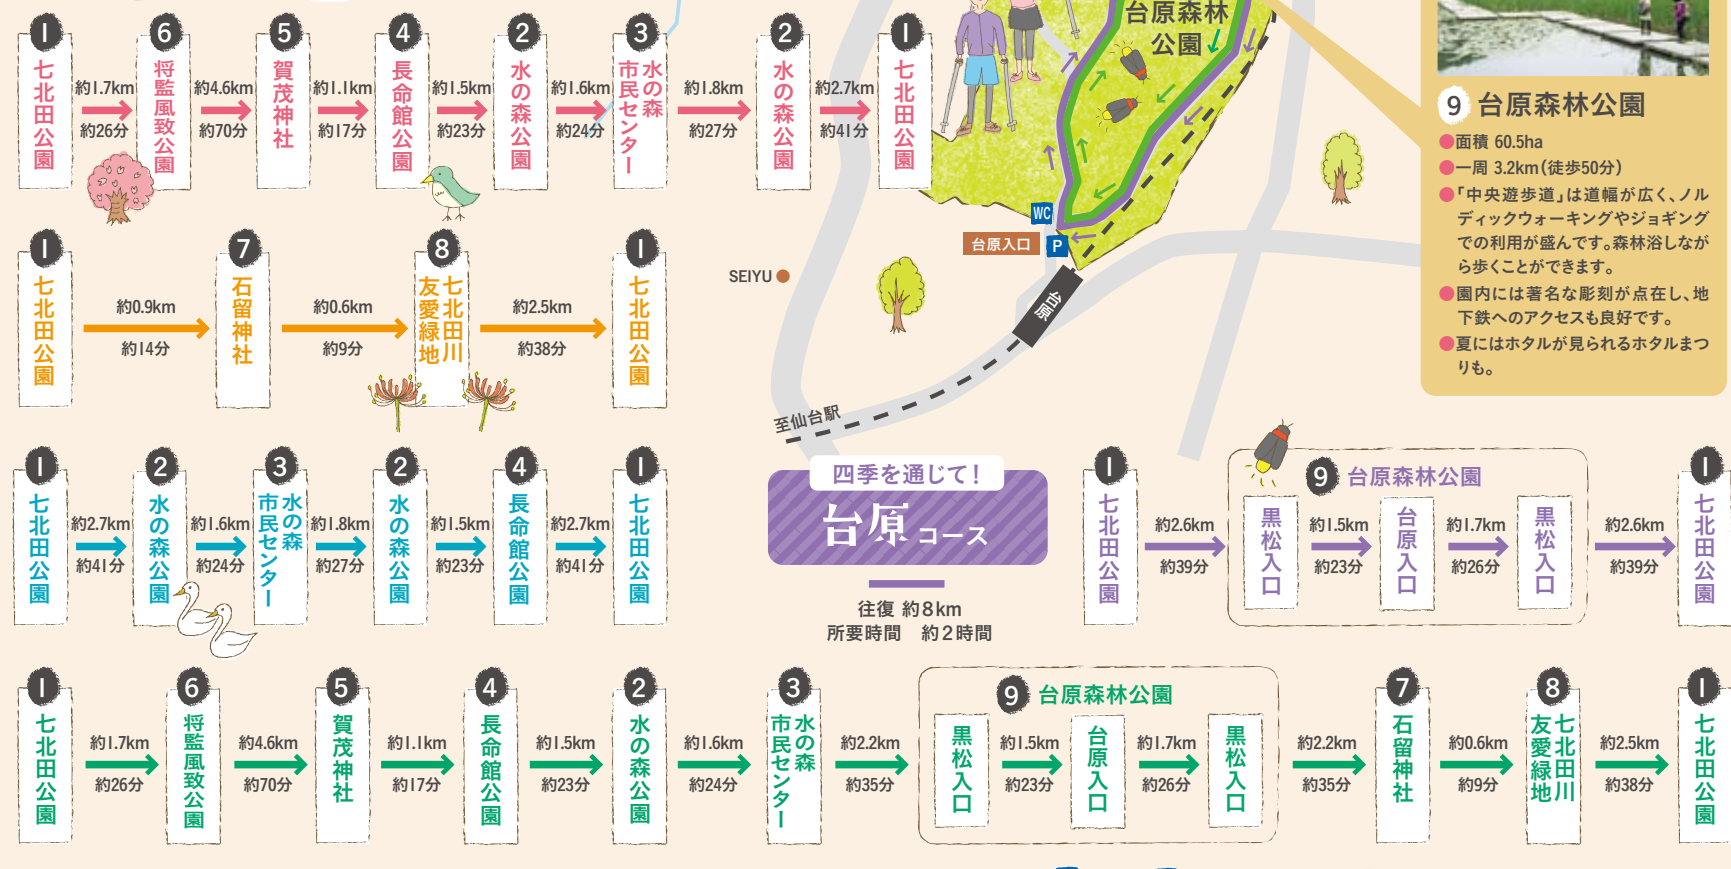 1
七北田公園
約1.7km
約26分
6
将監風致公園
約4.6km
約70分
5
賀茂神社
約1.1km
約17分
4
長命館公園
約1.5km
約23分
2
水の森公園
約1.6km
約24分
3
水の森
市民センター
約1.8km
約27分
2
水の森公園
約2.7km
約41分
1
七北田公園
1
七北田公園
約0.9km
約14分
7
石留神社
約0.6km
約9分
8
七北田川
友愛緑地
約2.5km
約38分
1
七北田公園
台原森林
公園
WC
台原入口
P
SEIYU
台原
至仙台駅
9 台原森林公園
●面積 60.5ha
●一周 3.2km(徒歩50分)
●「中央遊歩道」は道幅が広く、ノル
ディックウォーキングやジョギング
での利用が盛んです。森林浴しなが
ら歩くことができます。
●園内には著名な彫刻が点在し、地
下鉄へのアクセスも良好です。
●夏にはホタルが見られるホタルまつ
りも。
1
七北田公園
約2.7km
約41分
2
水の森公園
約1.6km
約24分
3
水の森
市民センター
約1.8km
約27分
2
水の森公園
約1.5km
約23分
4
長命館公園
約2.7km
約41分
1
七北田公園
四季を通じて!
台原コース
往復 約8km
所要時間 約2時間
1
七北田公園
約2.6km
約39分
9 台原森林公園
黒松入口
約1.5km
約23分
台原入口
約1.7km
約26分
黒松入口
約2.6km
約39分
1
七北田公園
1
七北田公園
約1.7km
約26分
6
将監風致公園
約4.6km
約70分
5
賀茂神社
約1.1km
約17分
4
長命館公園
約1.5km
約23分
2
水の森公園
約1.6km
約24分
3
水の森
市民センター
約2.2km
約35分
9 台原森林公園
黒松入口
約1.5km
約23分
台原入口
約1.7km
約26分
黒松入口
約2.2km
約35分
7
石留神社
約0.6km
約9分
8
七北田川
友愛緑地
約2.5km
約38分
1
七北田公園